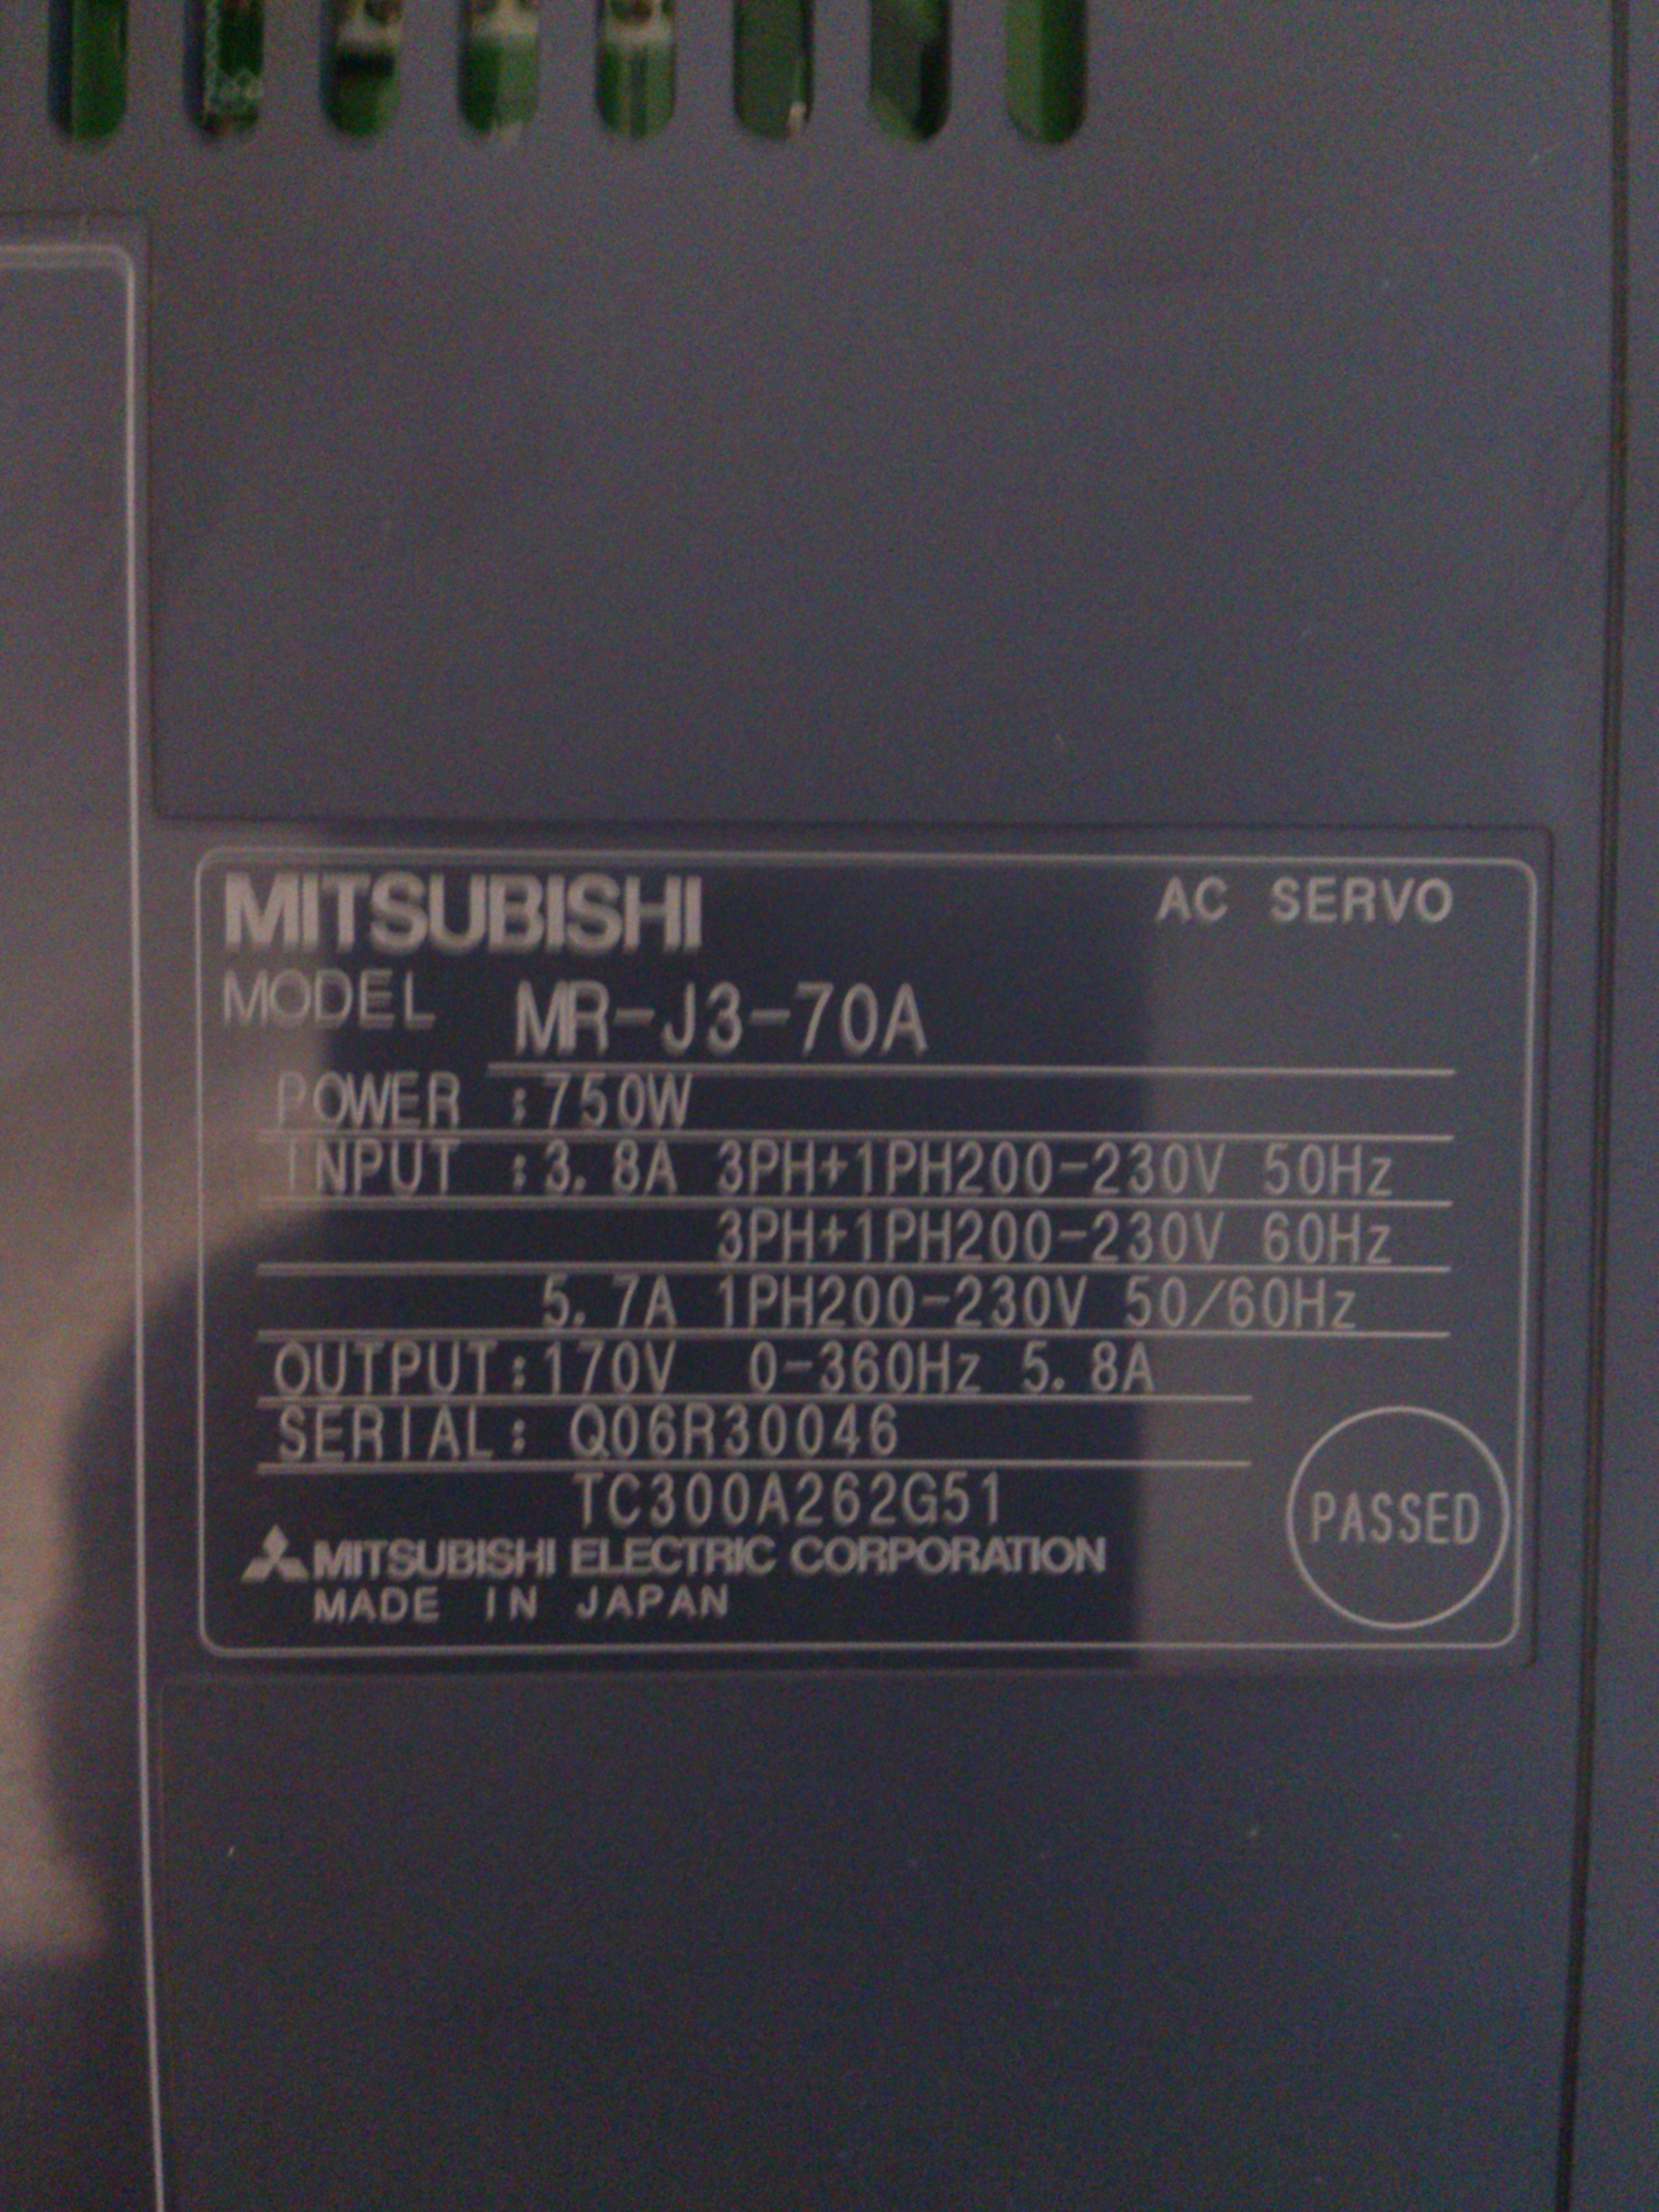 MITSUBISHI AC SERVO
MODEL MR-J3-70A
POWER :750W
INPUT :3.8A 3PH+1PH200-230V 50Hz
3PH+1PH200-230V 60Hz
5.7A 1PH200-230V 50/60Hz
OUTPUT:170V 0-360Hz 5.8A
SERIAL: Q06R30046
TC300A262G51
PASSED
MITSUBISHI ELECTRIC CORPORATION
MADE IN JAPAN